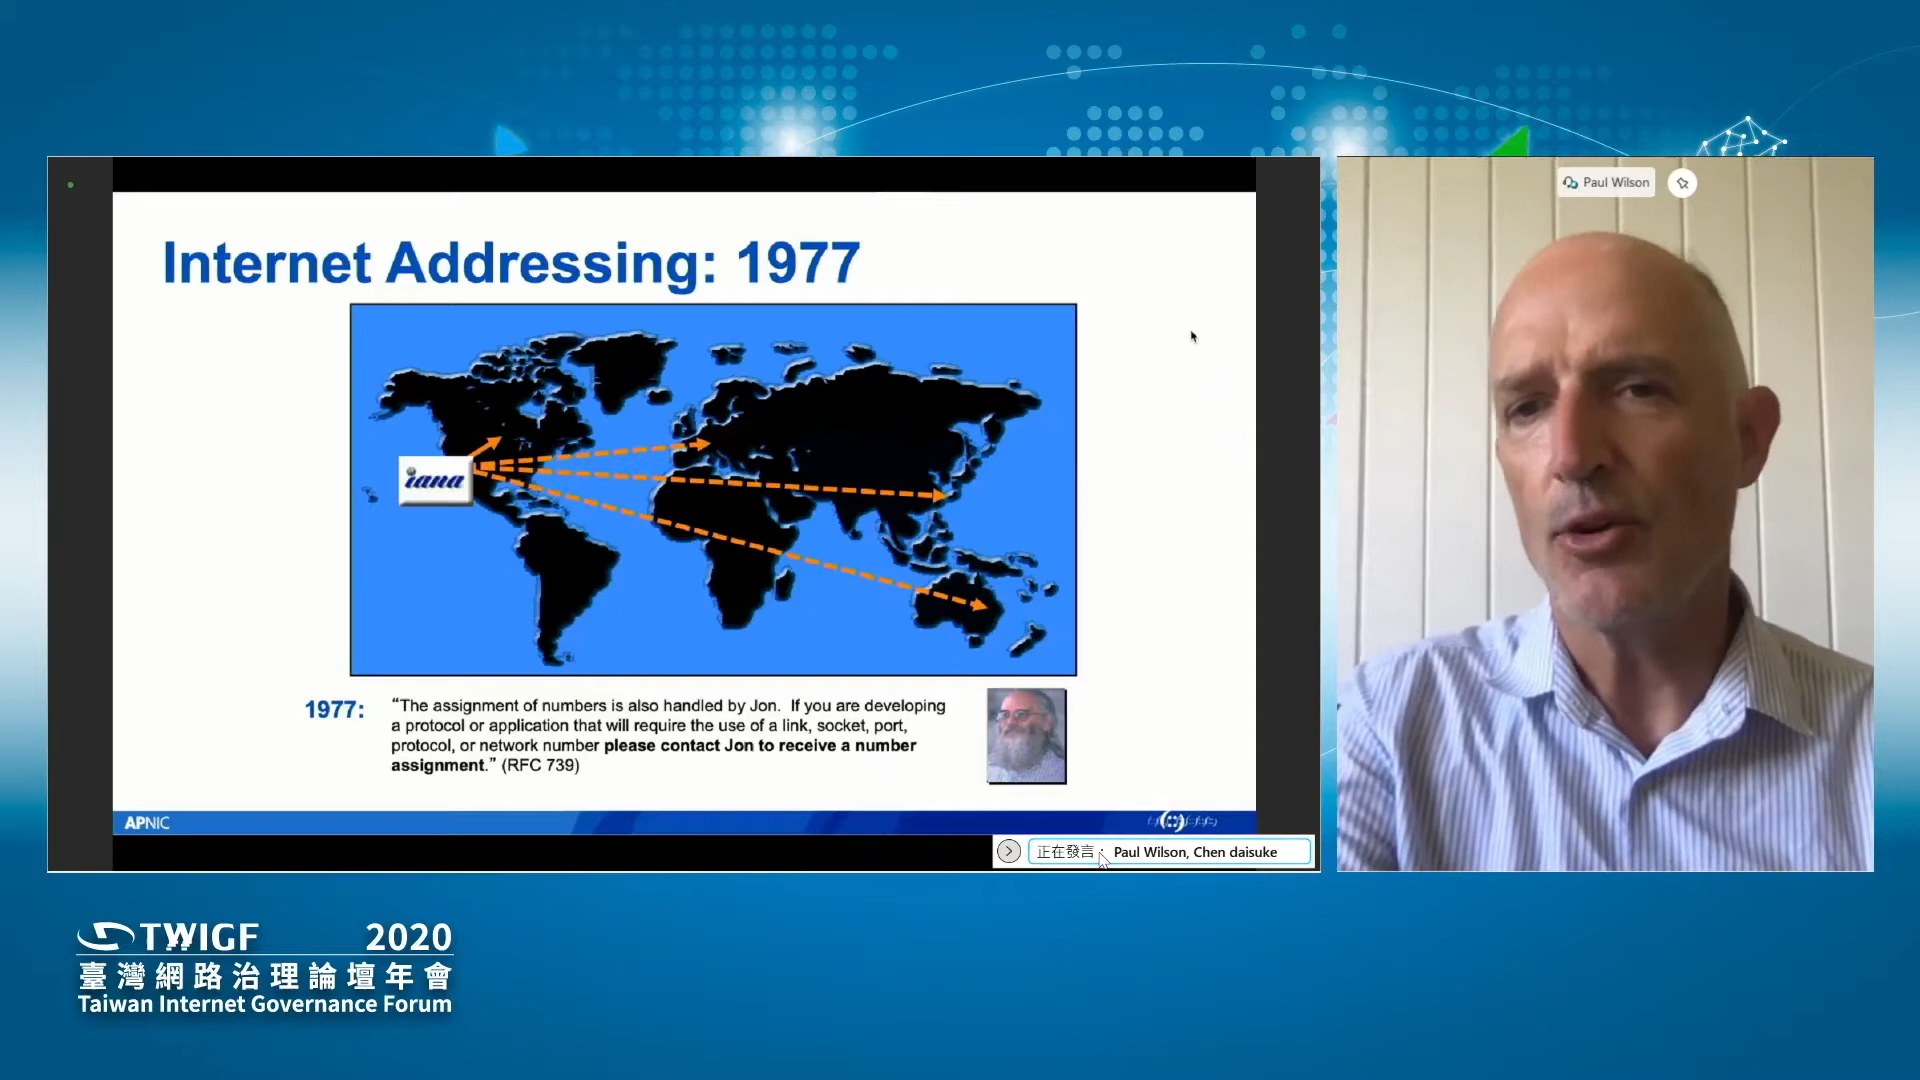 Internet Addressing: 1977
iana
1977:
“The assignment of numbers is also handled by Jon. If you are developing
a protocol or application that will require the use of a link, socket, port,
protocol, or network number please contact Jon to receive a number
assignment.” (RFC 739)
APNIC
正在發言： Paul Wilson, Chen daisuke
Paul Wilson
TWIGF 2020
臺灣網路治理論壇年會
Taiwan Internet Governance Forum